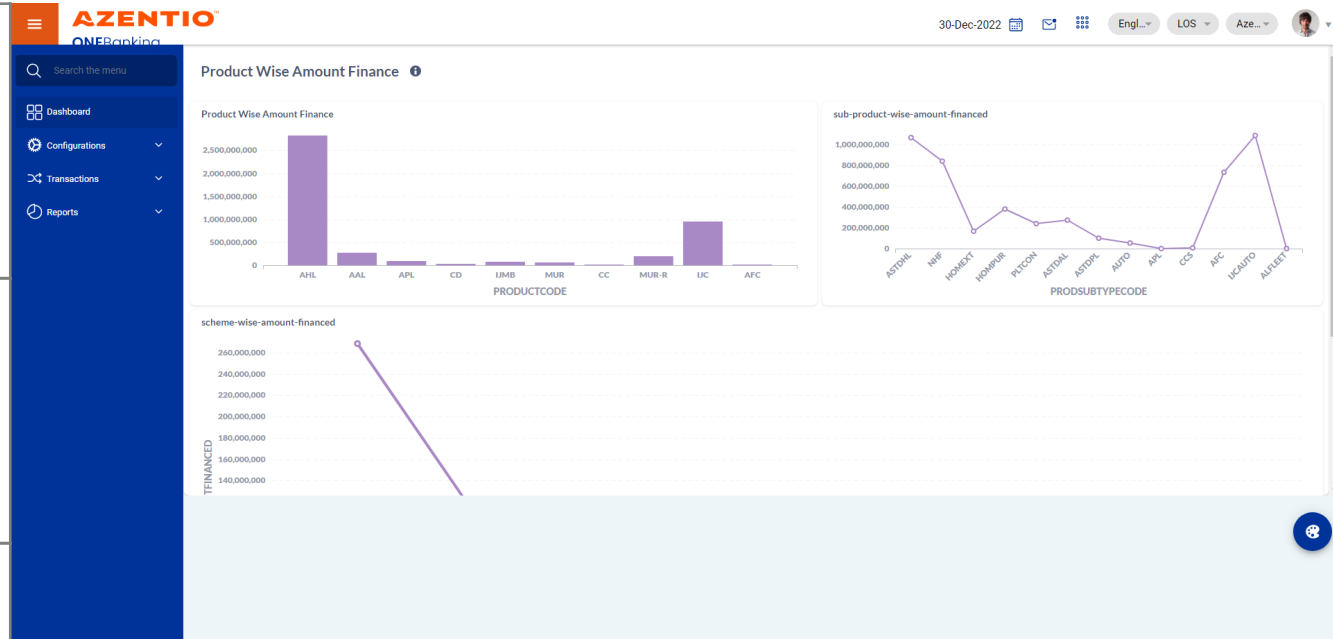 AZENTIO™
ONEBanking
30-Dec-2022
Engl...
LOS
Aze...
Search the menu
Dashboard
Configurations
Transactions
Reports
Product Wise Amount Finance
Product Wise Amount Finance
2,500,000,000
2,000,000,000
1,500,000,000
1,000,000,000
500,000,000
0
AHL AAL APL CD IJMB MUR CC MUR-R IJC AFC
PRODUCTCODE
sub-product-wise-amount-financed
1,000,000,000
800,000,000
600,000,000
400,000,000
200,000,000
0
ASTDHL NHF HOMEXT HOMPUR PLTCON ASTDAL ASTDPL AUTO APL CCS AFC IJCAUTO ALFLEET
PRODSUBTYPECODE
scheme-wise-amount-financed
260,000,000
240,000,000
220,000,000
200,000,000
180,000,000
160,000,000
140,000,000
TFINANCED